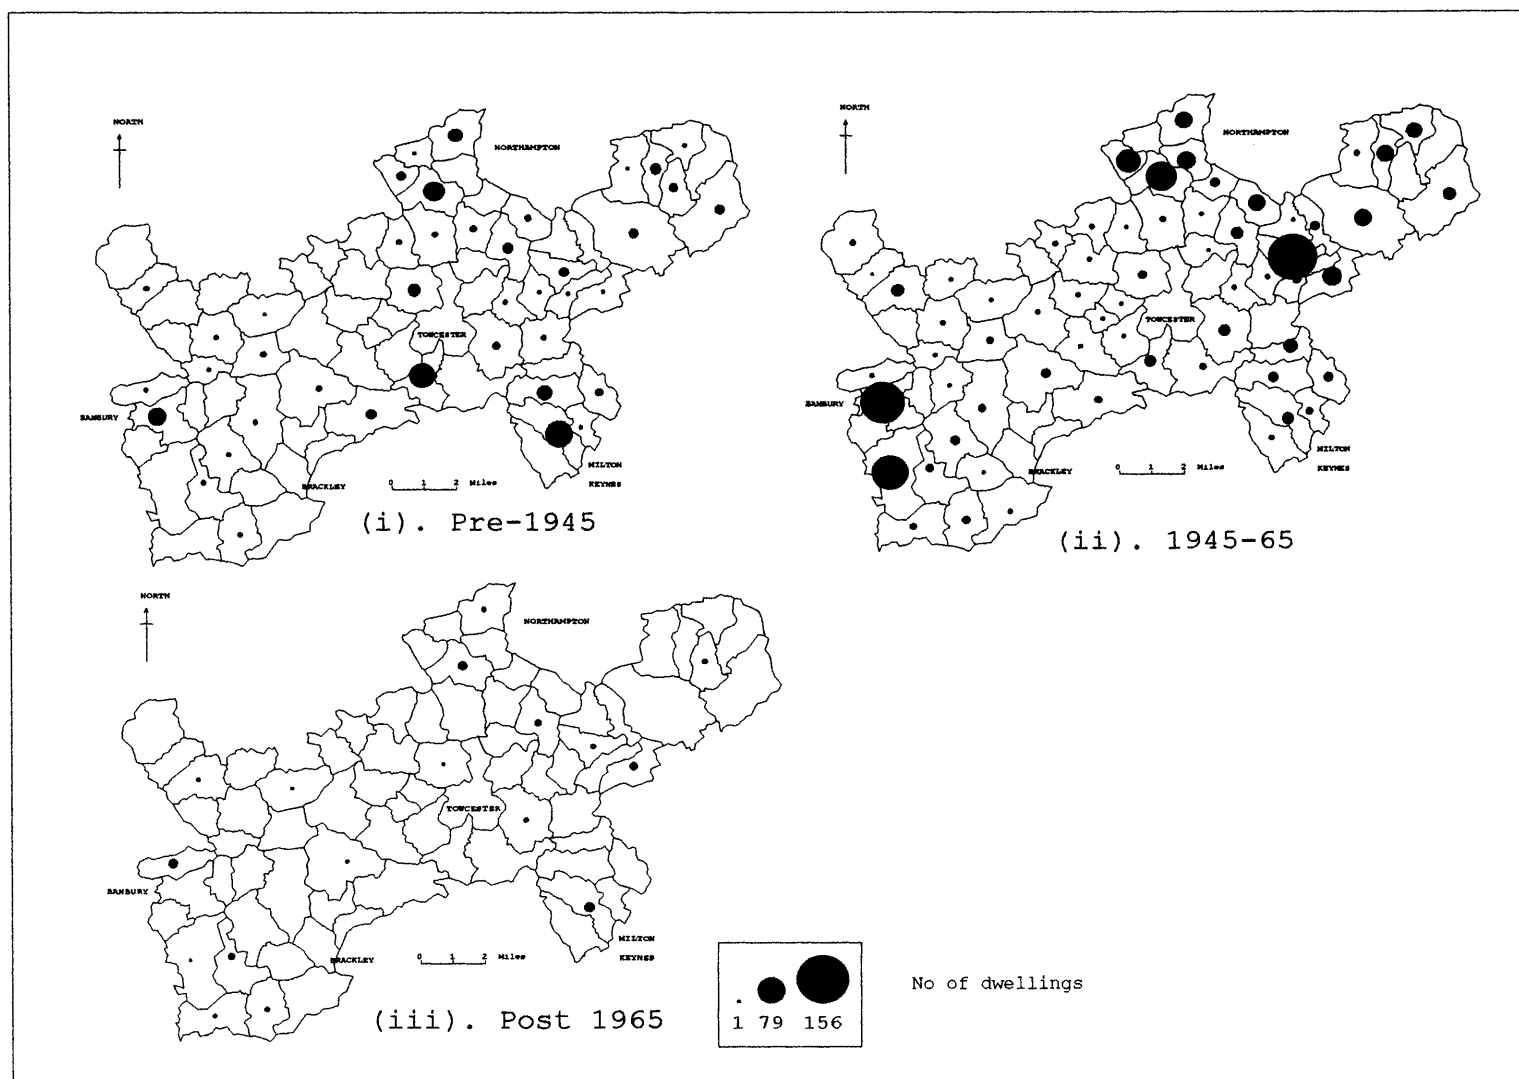 NORTH
NORTHAMPTON
TOWCESTER
BANBURY
BRACKLEY
0 1 2 Miles
MILTON
KEYNES
(i). Pre-1945
NORTH
NORTHAMPTON
TOWCESTER
BANBURY
BRACKLEY
0 1 2 Miles
MILTON
KEYNES
(ii). 1945-65
NORTH
NORTHAMPTON
TOWCESTER
BANBURY
BRACKLEY
0 1 2 Miles
MILTON
KEYNES
(iii). Post 1965
1 79 156
No of dwellings